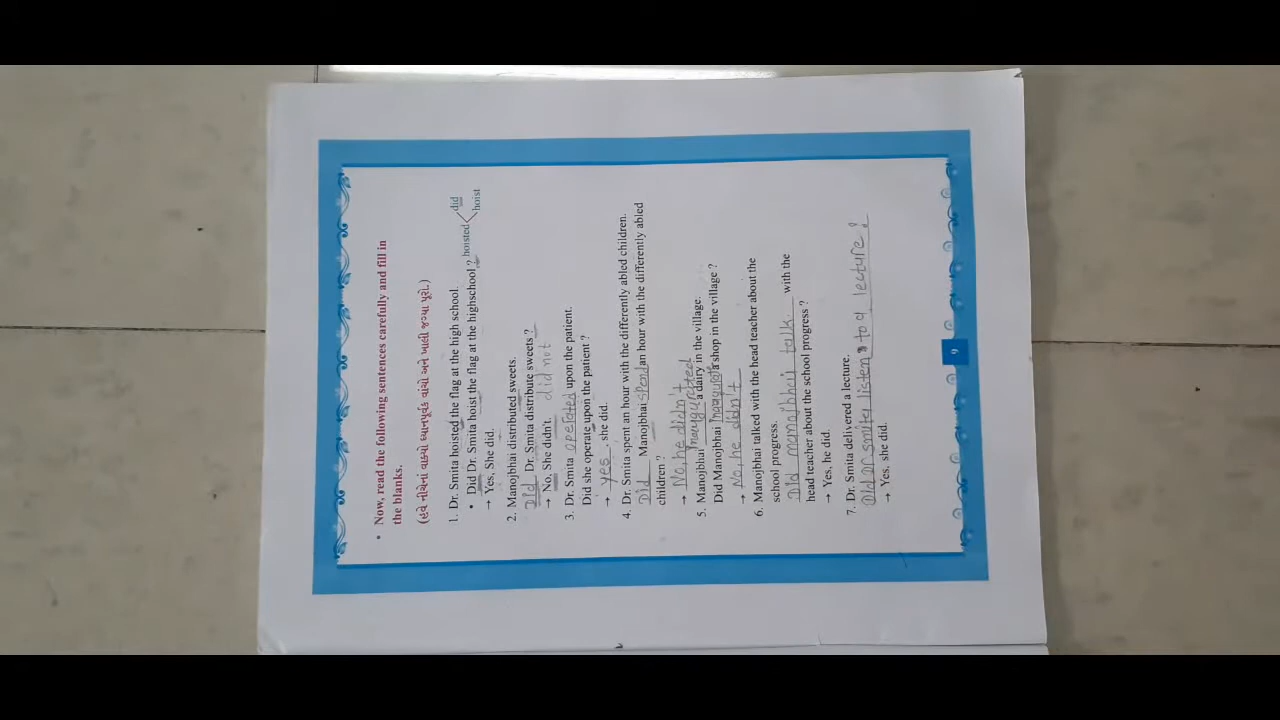 • Now, read the following sentences carefully and fill in
the blanks.
(હવે નીચેનાં વાક્યો ધ્યાનપૂર્વક વાંચો અને ખાલી જગ્યા પૂરો.)
1. Dr. Smita hoisted the flag at the high school.
• Did Dr. Smita hoist the flag at the highschool ? hoisted did
hoist
→ Yes, She did.
2. Manojbhai distributed sweets.
Did Dr. Smita distribute sweets ?
→ No, She didn't. did not
3. Dr. Smita operated upon the patient.
Did she operate upon the patient ?
→ yes, she did.
4. Dr. Smita spent an hour with the differently abled children.
Did Manojbhai spend an hour with the differently abled
children ?
→ No, he didn't
5. Manojbhai Inaugurated a dairy in the village.
Did Manojbhai a shop in the village ?
→ No, he didn't
6. Manojbhai talked with the head teacher about the
school progress.
Did manojbhai talk with the
head teacher about the school progress ?
→ Yes, he did.
7. Dr. Smita delivered a lecture.
Did Dr smita listen to a lecture ?
→ Yes, she did.
9